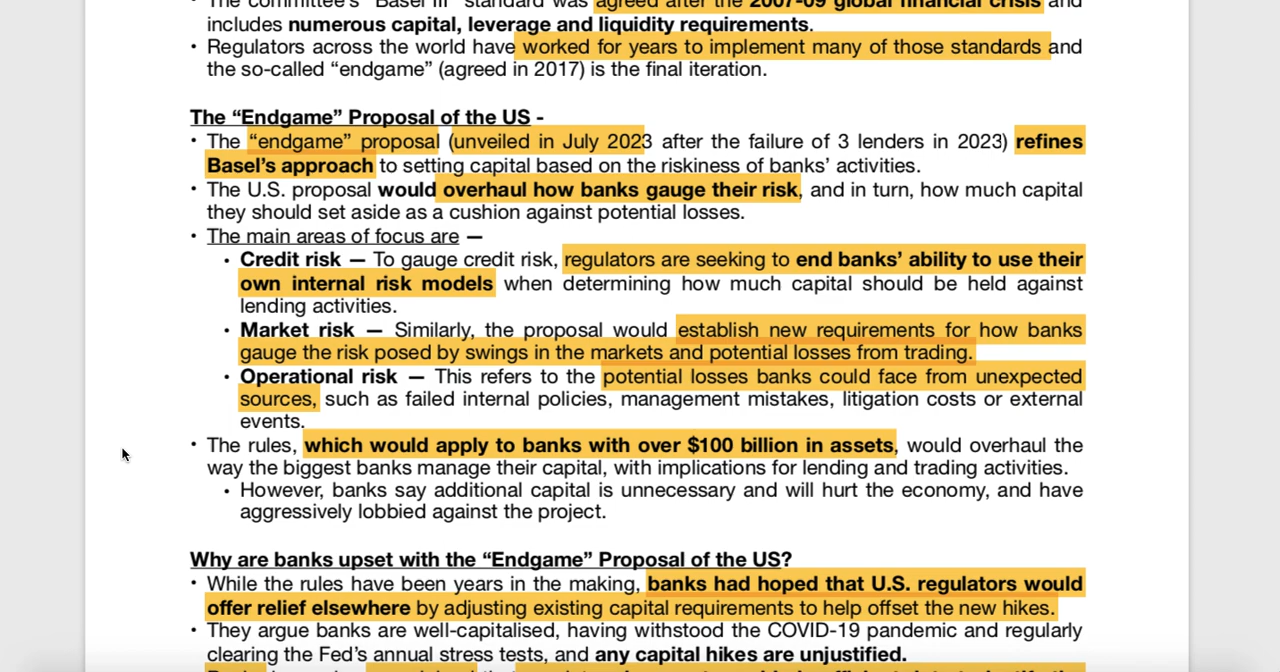 • The committee's "Basel III" standard was agreed after the 2007-09 global financial crisis and
includes numerous capital, leverage and liquidity requirements.
• Regulators across the world have worked for years to implement many of those standards and
the so-called “endgame” (agreed in 2017) is the final iteration.
The “Endgame” Proposal of the US -
• The “endgame” proposal (unveiled in July 2023 after the failure of 3 lenders in 2023) refines
Basel’s approach to setting capital based on the riskiness of banks’ activities.
• The U.S. proposal would overhaul how banks gauge their risk, and in turn, how much capital
they should set aside as a cushion against potential losses.
• The main areas of focus are —
• Credit risk — To gauge credit risk, regulators are seeking to end banks’ ability to use their
own internal risk models when determining how much capital should be held against
lending activities.
• Market risk — Similarly, the proposal would establish new requirements for how banks
gauge the risk posed by swings in the markets and potential losses from trading.
• Operational risk — This refers to the potential losses banks could face from unexpected
sources, such as failed internal policies, management mistakes, litigation costs or external
events.
• The rules, which would apply to banks with over $100 billion in assets, would overhaul the
way the biggest banks manage their capital, with implications for lending and trading activities.
• However, banks say additional capital is unnecessary and will hurt the economy, and have
aggressively lobbied against the project.
Why are banks upset with the “Endgame” Proposal of the US?
• While the rules have been years in the making, banks had hoped that U.S. regulators would
offer relief elsewhere by adjusting existing capital requirements to help offset the new hikes.
• They argue banks are well-capitalised, having withstood the COVID-19 pandemic and regularly
clearing the Fed’s annual stress tests, and any capital hikes are unjustified.